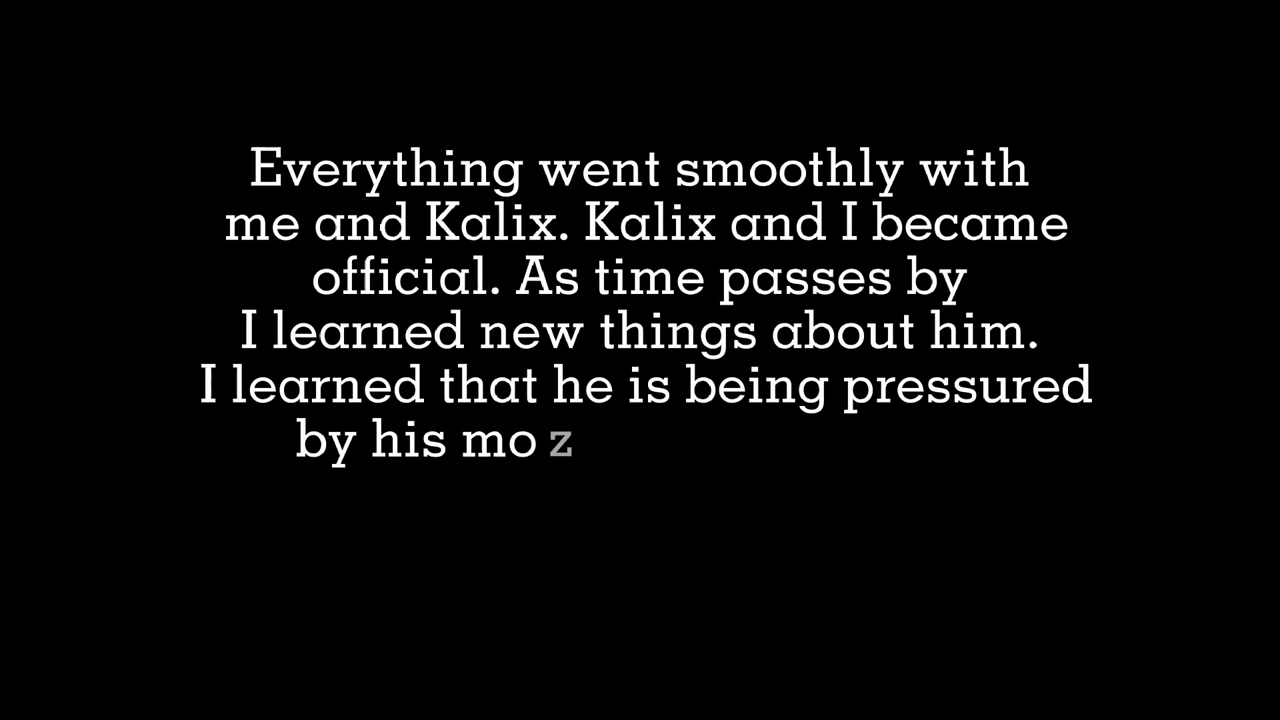 Everything went smoothly with
me and Kalix. Kalix and I became
official. As time passes by
I learned new things about him.
I learned that he is being pressured
by his mo z